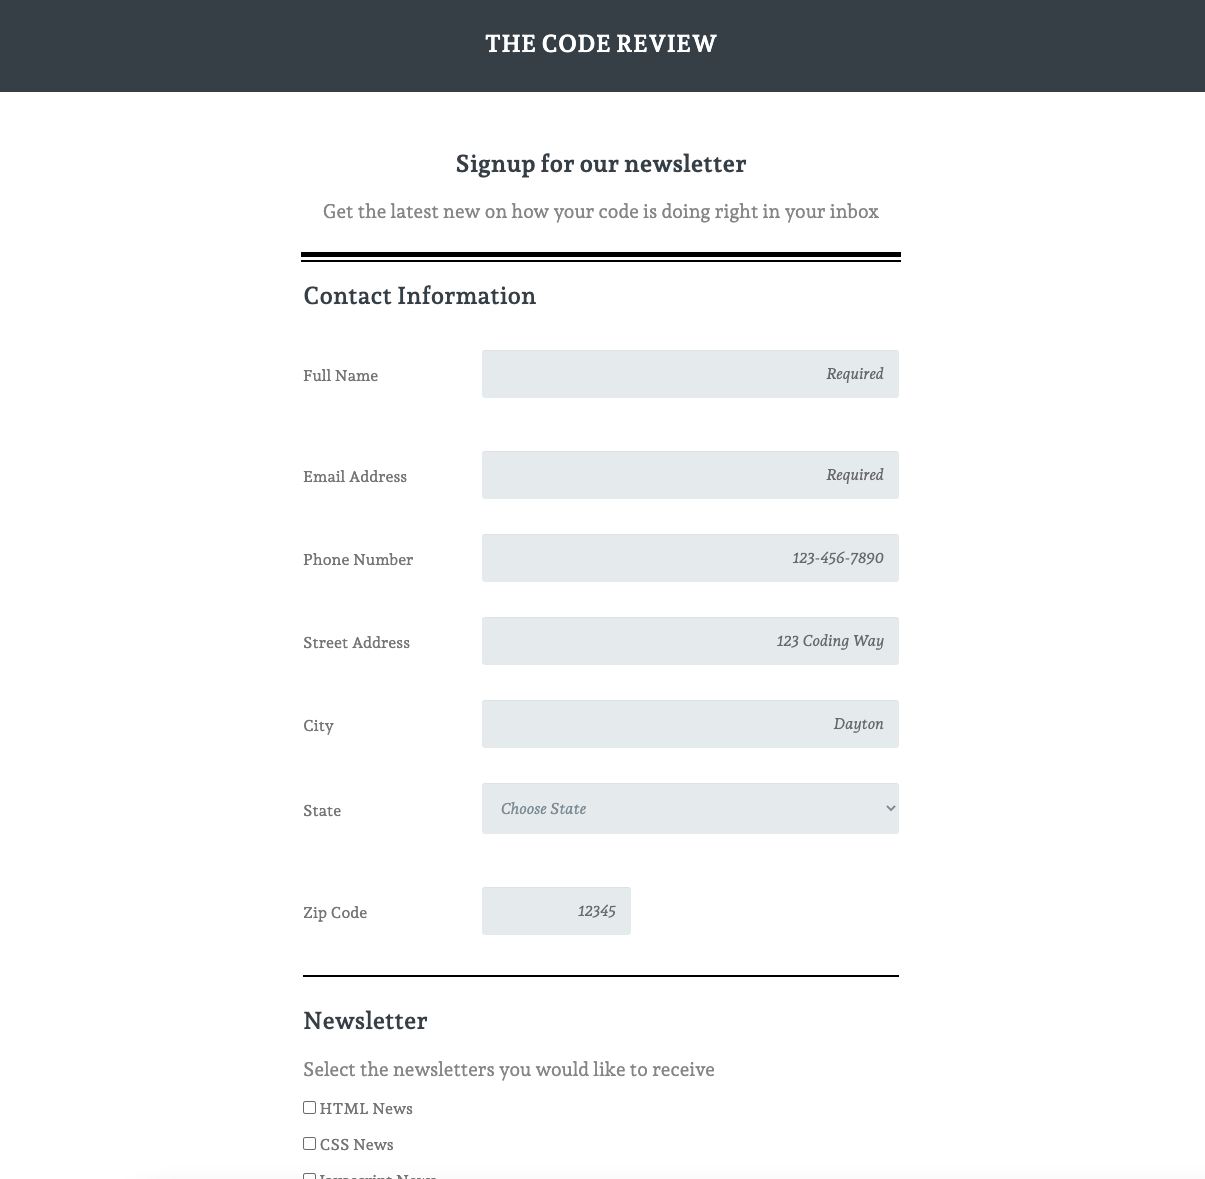 THE CODE REVIEW
Signup for our newsletter
Get the latest new on how your code is doing right in your inbox
Contact Information
Full Name Required
Email Address Required
Phone Number 123-456-7890
Street Address 123 Coding Way
City Dayton
State Choose State
Zip Code 12345
Newsletter
Select the newsletters you would like to receive
HTML News
CSS News
Javascript News